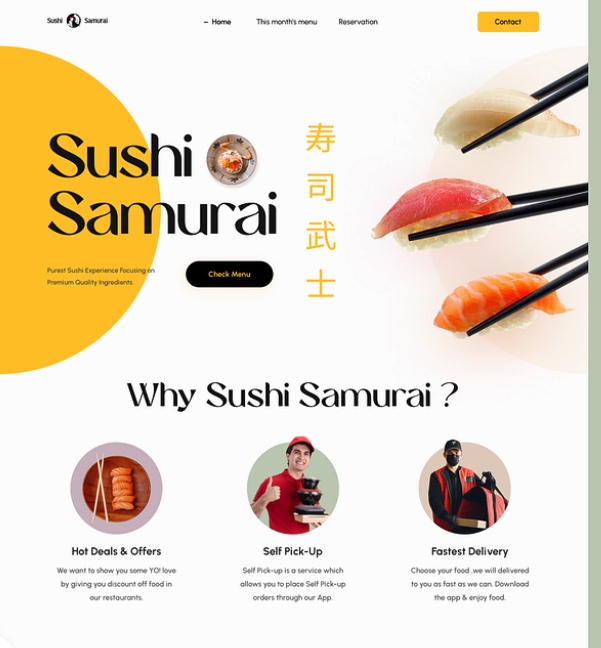 Sushi Samurai
Home
This month's menu
Reservation
Contact
Sushi
Samurai
寿
司
武
士
Purest Sushi Experience Focusing on
Premium Quality Ingredients.
Check Menu
Why Sushi Samurai ?
Hot Deals & Offers
We want to show you some YO! love
by giving you discount off food in
our restaurants.
Self Pick-Up
Self Pick-up is a service which
allows you to place Self Pick-up
orders through our App.
Fastest Delivery
Choose your food .we will delivered
to you as fast as we can. Download
the app & enjoy food.